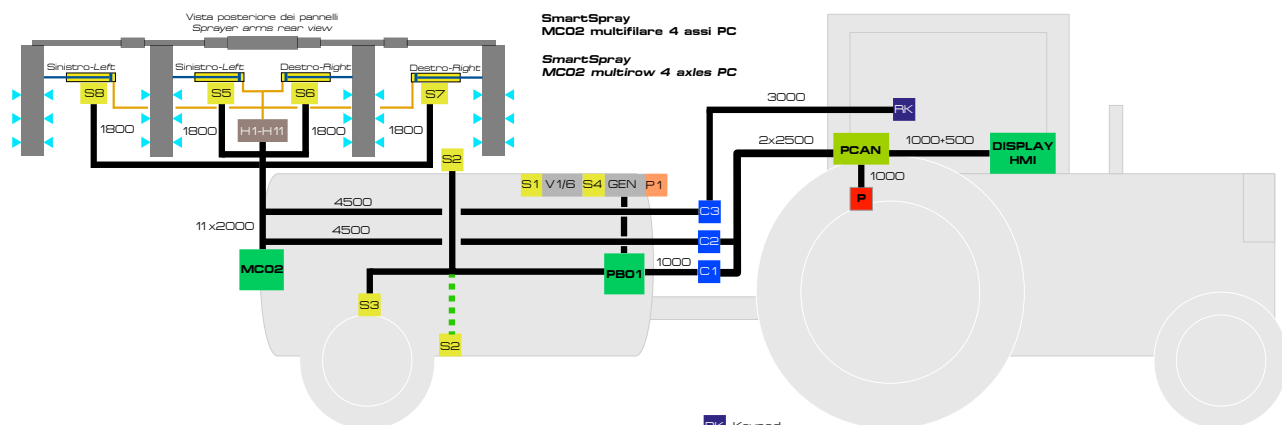 Vista posteriore dei pannelli
Sprayer arms rear view
SmartSpray
MC02 multifilare 4 assi PC
SmartSpray
MC02 multirow 4 axles PC
Sinistro-Left
Sinistro-Left
Destro-Right
Destro-Right
S8
S5
S6
S7
1800
1800
1800
1800
H1-H11
3000
RK
2x2500
PCAN
1000+500
DISPLAY
HMI
1000
P
S2
S1
V1/6
S4
GEN
P1
4500
C3
11x2000
4500
C2
MC02
PB01
1000
C1
S3
S2
RK Keypad